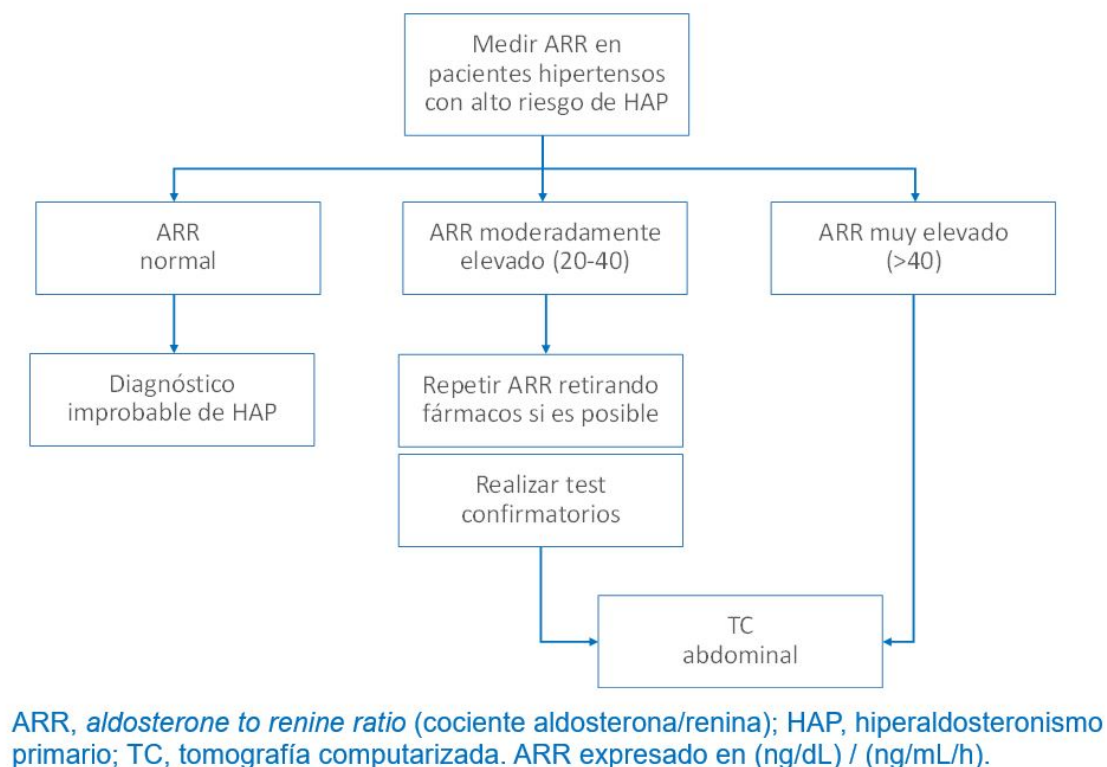 Medir ARR en
pacientes hipertensos
con alto riesgo de HAP
ARR
normal
ARR moderadamente
elevado (20-40)
ARR muy elevado
(>40)
Diagnóstico
improbable de HAP
Repetir ARR retirando
fármacos si es posible
Realizar test
confirmatorios
TC
abdominal
ARR, aldosterone to renine ratio (cociente aldosterona/renina); HAP, hiperaldosteronismo
primario; TC, tomografía computarizada. ARR expresado en (ng/dL) / (ng/mL/h).